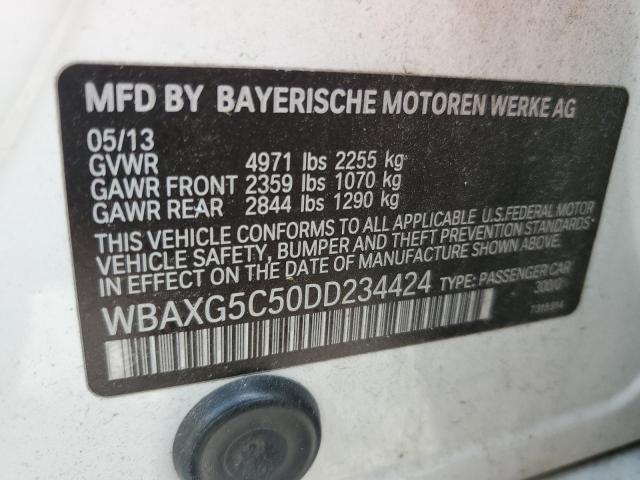 MFD BY BAYERISCHE MOTOREN WERKE AG
05/13
GVWR 4971 lbs 2255 kg
GAWR FRONT 2359 lbs 1070 kg
GAWR REAR 2844 lbs 1290 kg
THIS VEHICLE CONFORMS TO ALL APPLICABLE U.S.FEDERAL MOTOR
VEHICLE SAFETY, BUMPER AND THEFT PREVENTION STANDARDS
IN EFFECT ON THE DATE OF MANUFACTURE SHOWN ABOVE.
WBAXG5C50DD234424 TYPE: PASSENGER CAR